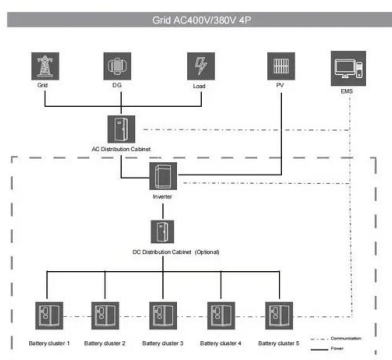 Grid AC400V/380V 4P
Grid
DG
Load
PV
EMS
AC Distribution Cabinet
Inverter
DC Distribution Cabinet (Optional)
Battery cluster 1
Battery cluster 2
Battery cluster 3
Battery cluster 4
Battery cluster 5
Communication
Power